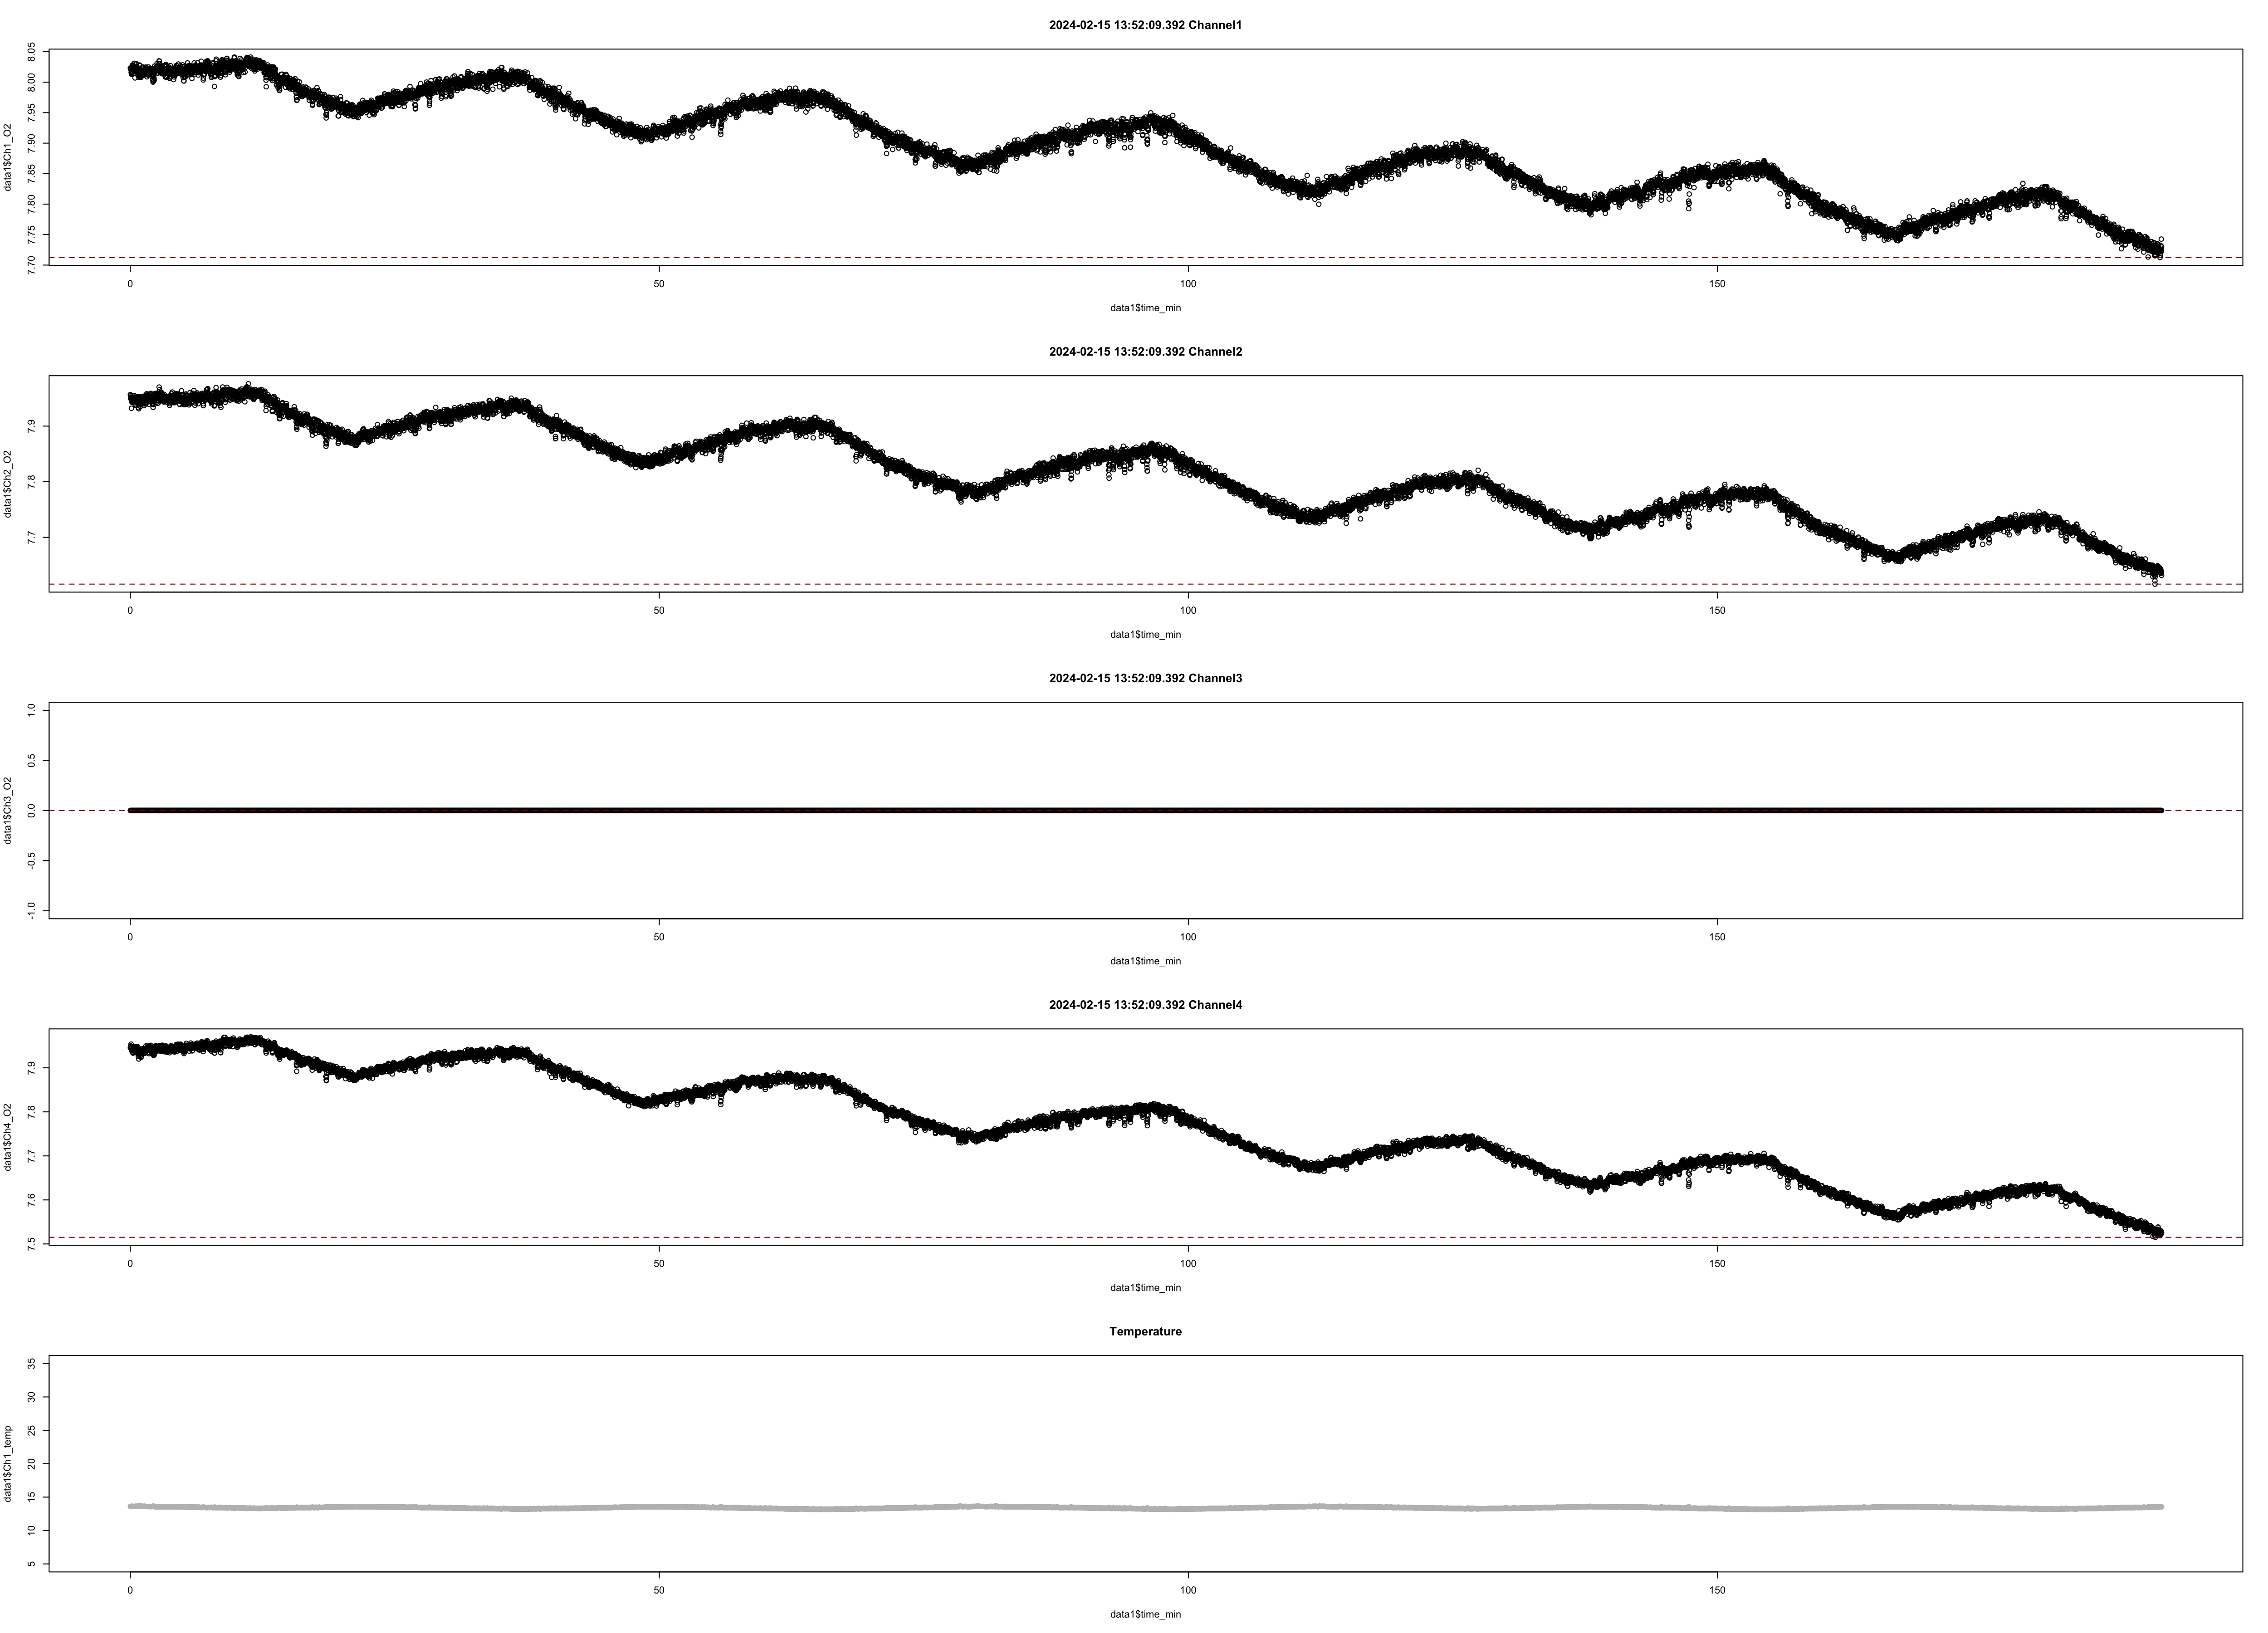 2024-02-15 13:52:09.392 Channel1
data1$Ch1_O2
8.05
8.00
7.95
7.90
7.85
7.80
7.75
7.70
0 50 100 150
data1$time_min
2024-02-15 13:52:09.392 Channel2
data1$Ch2_O2
7.9
7.8
7.7
0 50 100 150
data1$time_min
2024-02-15 13:52:09.392 Channel3
data1$Ch3_O2
1.0
0.5
0.0
-0.5
-1.0
0 50 100 150
data1$time_min
2024-02-15 13:52:09.392 Channel4
data1$Ch4_O2
7.9
7.8
7.7
7.6
7.5
0 50 100 150
data1$time_min
Temperature
data1$Ch1_temp
35
30
25
20
15
10
5
0 50 100 150
data1$time_min